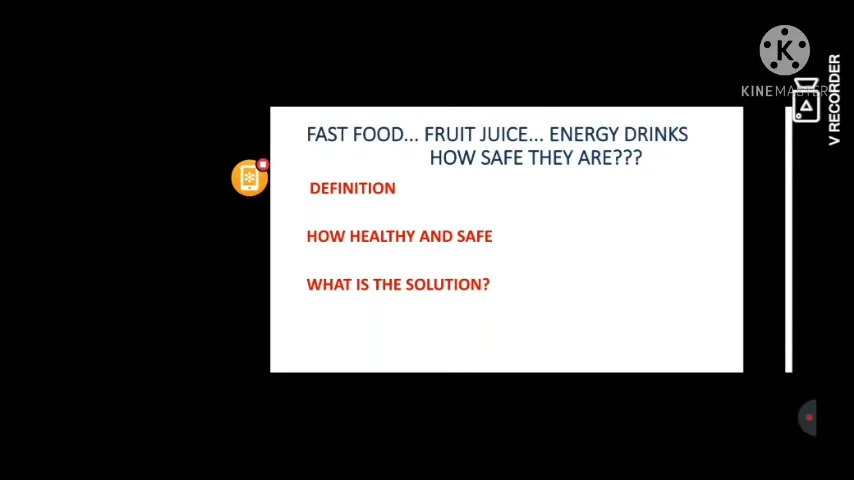 K
KINEMASTER
V RECORDER
FAST FOOD... FRUIT JUICE... ENERGY DRINKS
HOW SAFE THEY ARE???
DEFINITION
HOW HEALTHY AND SAFE
WHAT IS THE SOLUTION?